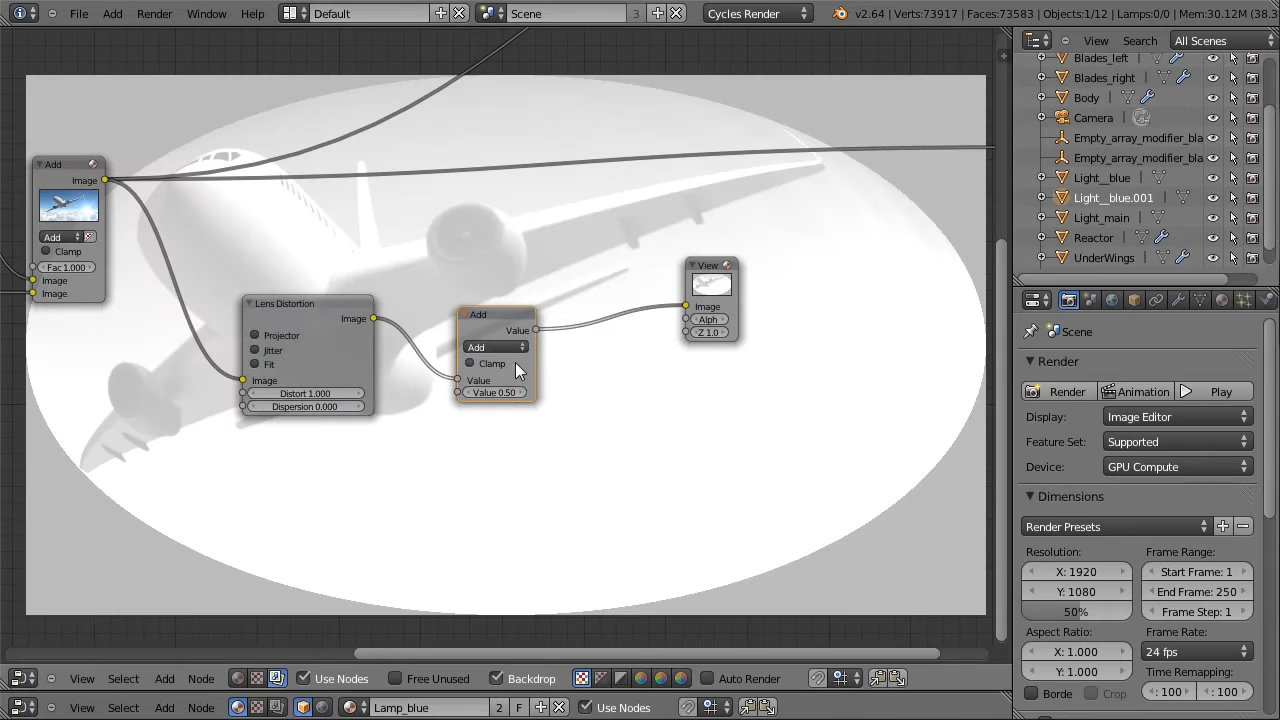 File Add Render Window Help Default Scene 3 Cycles Render v2.64 | Verts:73917 | Faces:73583 | Objects:1/12 | Lamps:0/0 | Mem:30.12M (38.3
View Search All Scenes
Blades_left
Blades_right
Body
Camera
Empty_array_modifier_bla
Empty_array_modifier_bla
Light__blue
Light__blue.001
Light_main
Reactor
UnderWings
Add
Image
Add
Clamp
Fac 1.000
Image
Image
Lens Distortion
Image
Projector
Jitter
Fit
Image
Distort 1.000
Dispersion 0.000
Add
Value
Add
Clamp
Value
Value 0.50
View
Image
Alph
Z 1.0
Scene
Render
Render Animation Play
Display: Image Editor
Feature Set: Supported
Device: GPU Compute
Dimensions
Render Presets
Resolution: Frame Range:
X: 1920 Start Frame: 1
Y: 1080 End Frame: 250
50% Frame Step: 1
Aspect Ratio: Frame Rate:
X: 1.000 24 fps
Y: 1.000 Time Remapping:
Borde Crop : 100 : 100
View Select Add Node Use Nodes Free Unused Backdrop Auto Render
View Select Add Node Lamp_blue 2 F Use Nodes